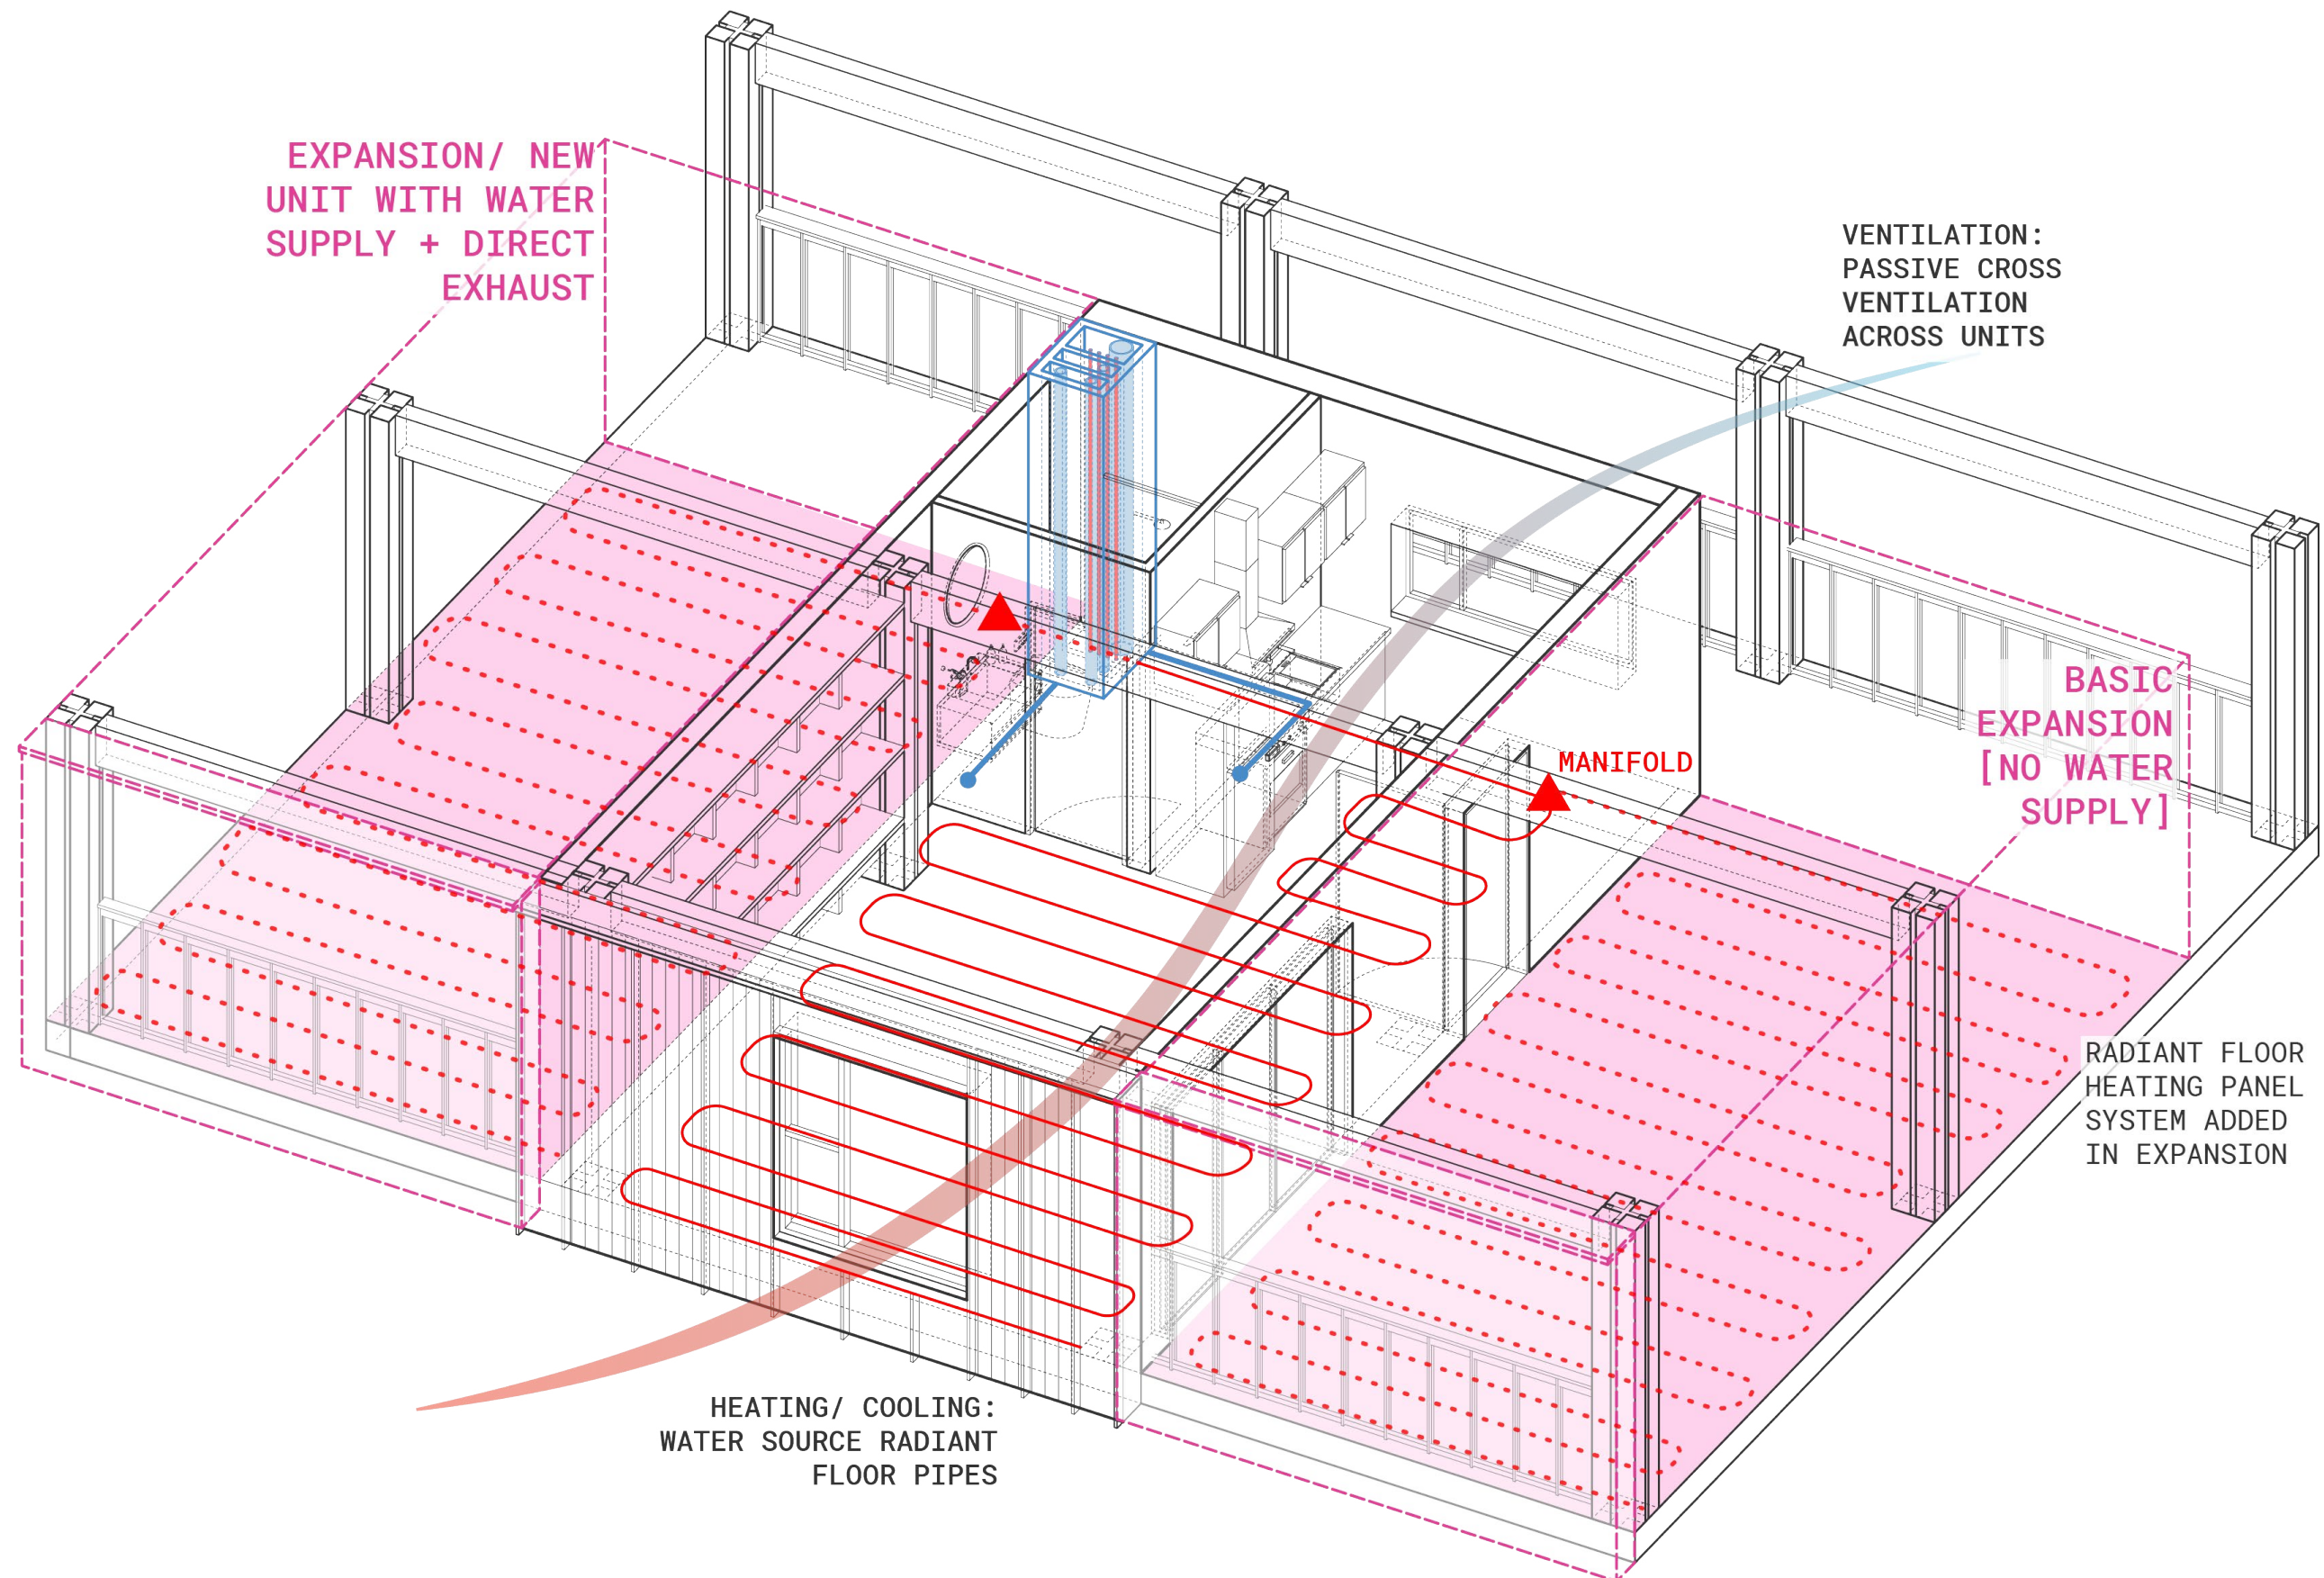 EXPANSION/ NEW
UNIT WITH WATER
SUPPLY + DIRECT
EXHAUST
VENTILATION:
PASSIVE CROSS
VENTILATION
ACROSS UNITS
BASIC
EXPANSION
[NO WATER
SUPPLY]
MANIFOLD
RADIANT FLOOR
HEATING PANEL
SYSTEM ADDED
IN EXPANSION
HEATING/ COOLING:
WATER SOURCE RADIANT
FLOOR PIPES